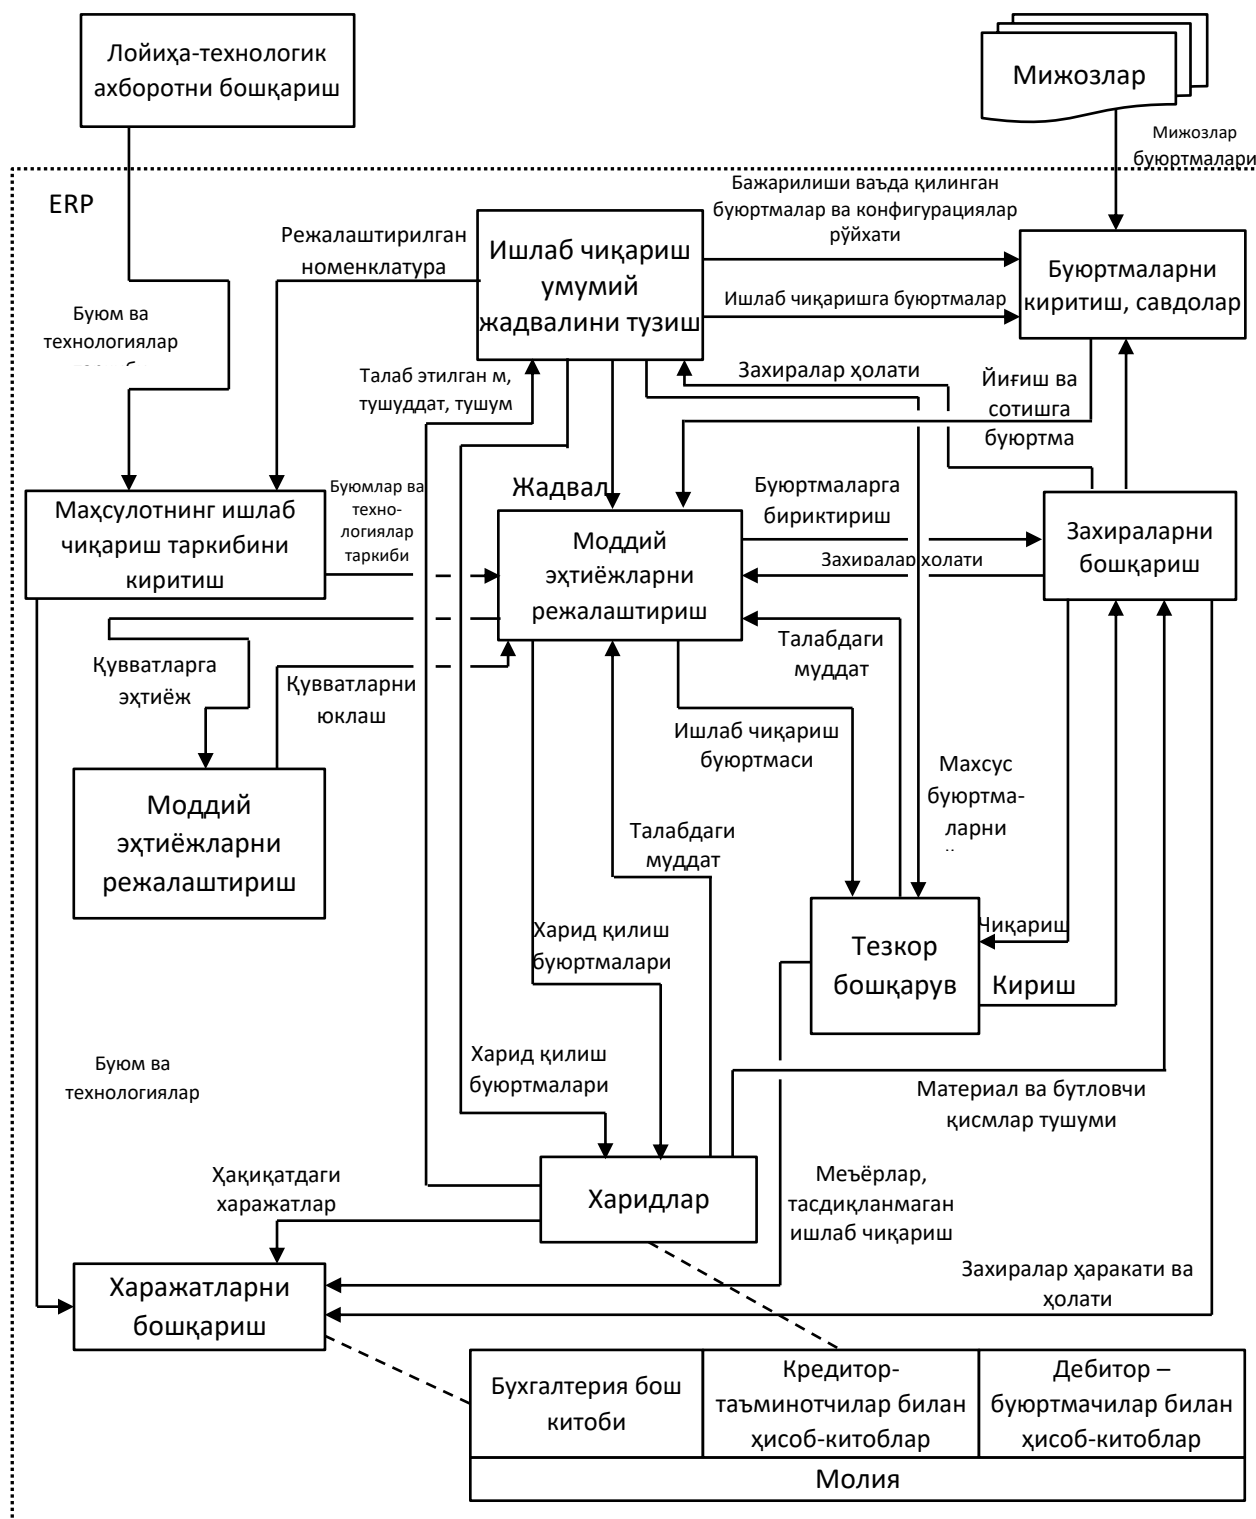 Лойиҳа-технологик
ахборотни бошқариш
Мижозлар
Мижозлар
буюртмалари
ERP
Бажарилиши ваъда қилинган
буюртмалар ва конфигурациялар
рўйхати
Режалаштирилган
номенклатура
Ишлаб чиқариш
умумий
жадвалини тузиш
Буюртмаларни
киритиш, савдолар
Ишлаб чиқаришга буюртмалар
Буюм ва
технологиялар
Талаб этилган м,
тушуддат, тушум
Захиралар ҳолати
Йиғиш ва
сотишга
буюртма
Маҳсулотнинг ишлаб
чиқариш таркибини
киритиш
Буюмлар ва
техно-
логиялар
таркиби
Жадвал
Моддий
эҳтиёжларни
режалаштириш
Буюртмаларга
бириктириш
Захиралар ҳолати
Захираларни
бошқариш
Қувватларга
эҳтиёж
Қувватларни
юклаш
Талабдаги
муддат
Ишлаб чиқариш
буюртмаси
Моддий
эҳтиёжларни
режалаштириш
Талабдаги
муддат
Махсус
буюртма-
ларни
Харид қилиш
буюртмалари
Тезкор
бошқарув
Чиқариш
Кириш
Буюм ва
технологиялар
Харид қилиш
буюртмалари
Материал ва бутловчи
қисмлар тушуми
Ҳақиқатдаги
харажатлар
Харидлар
Меъёрлар,
тасдиқланмаган
ишлаб чиқариш
Харажатларни
бошқариш
Захиралар ҳаракати ва
ҳолати
Бухгалтерия бош
китоби
Кредитор-
таъминотчилар билан
ҳисоб-китоблар
Дебитор –
буюртмачилар билан
ҳисоб-китоблар
Молия